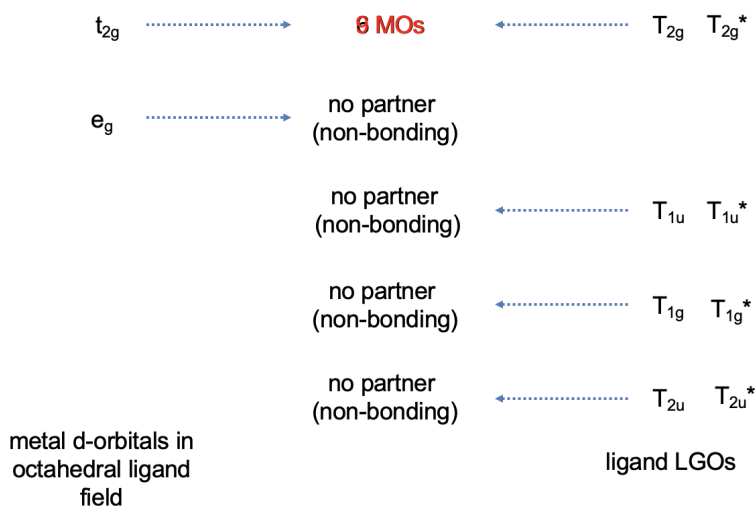 t2g MOs T2g T2g*
eg no partner
(non-bonding)
no partner
(non-bonding) T1u T1u*
no partner
(non-bonding) T1g T1g*
no partner
(non-bonding) T2u T2u*
metal d-orbitals in
octahedral ligand
field
ligand LGOs